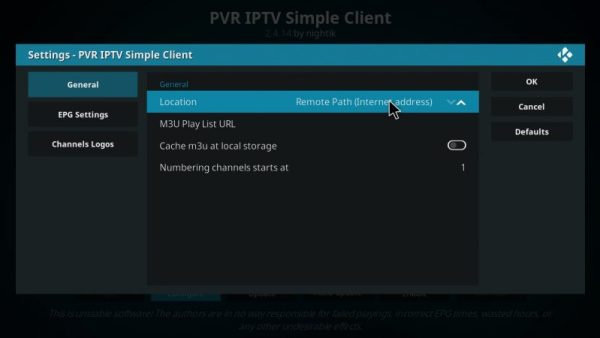 PVR IPTV Simple Client
2.4.14 by nightik
Settings - PVR IPTV Simple Client
General
EPG Settings
Channels Logos
General
Location Remote Path (Internet address)
M3U Play List URL
Cache m3u at local storage
Numbering channels starts at 1
OK
Cancel
Defaults
This is unstable software! The authors are in no way responsible for failed playings, incorrect EPG times, wasted hours, or
any other undesirable effects.